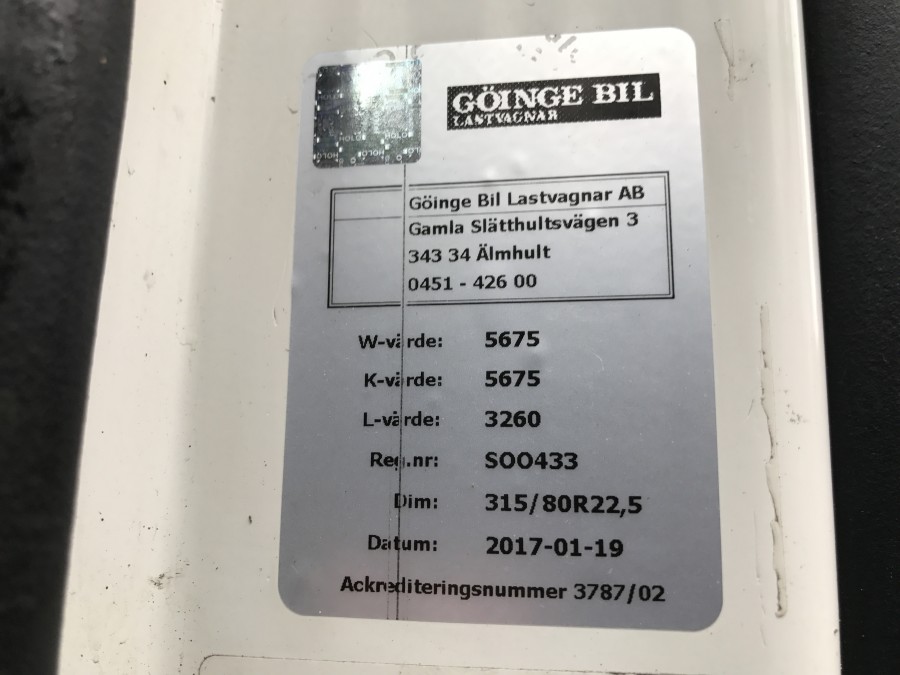 GÖINGE BIL
LASTVAGNAR
Göinge Bil Lastvagnar AB
Gamla Slätthultsvägen 3
343 34 Älmhult
0451 - 426 00
W-värde: 5675
K-värde: 5675
L-värde: 3260
Reg.nr: SOO433
Dim: 315/80R22,5
Datum: 2017-01-19
Ackrediteringsnummer 3787/02